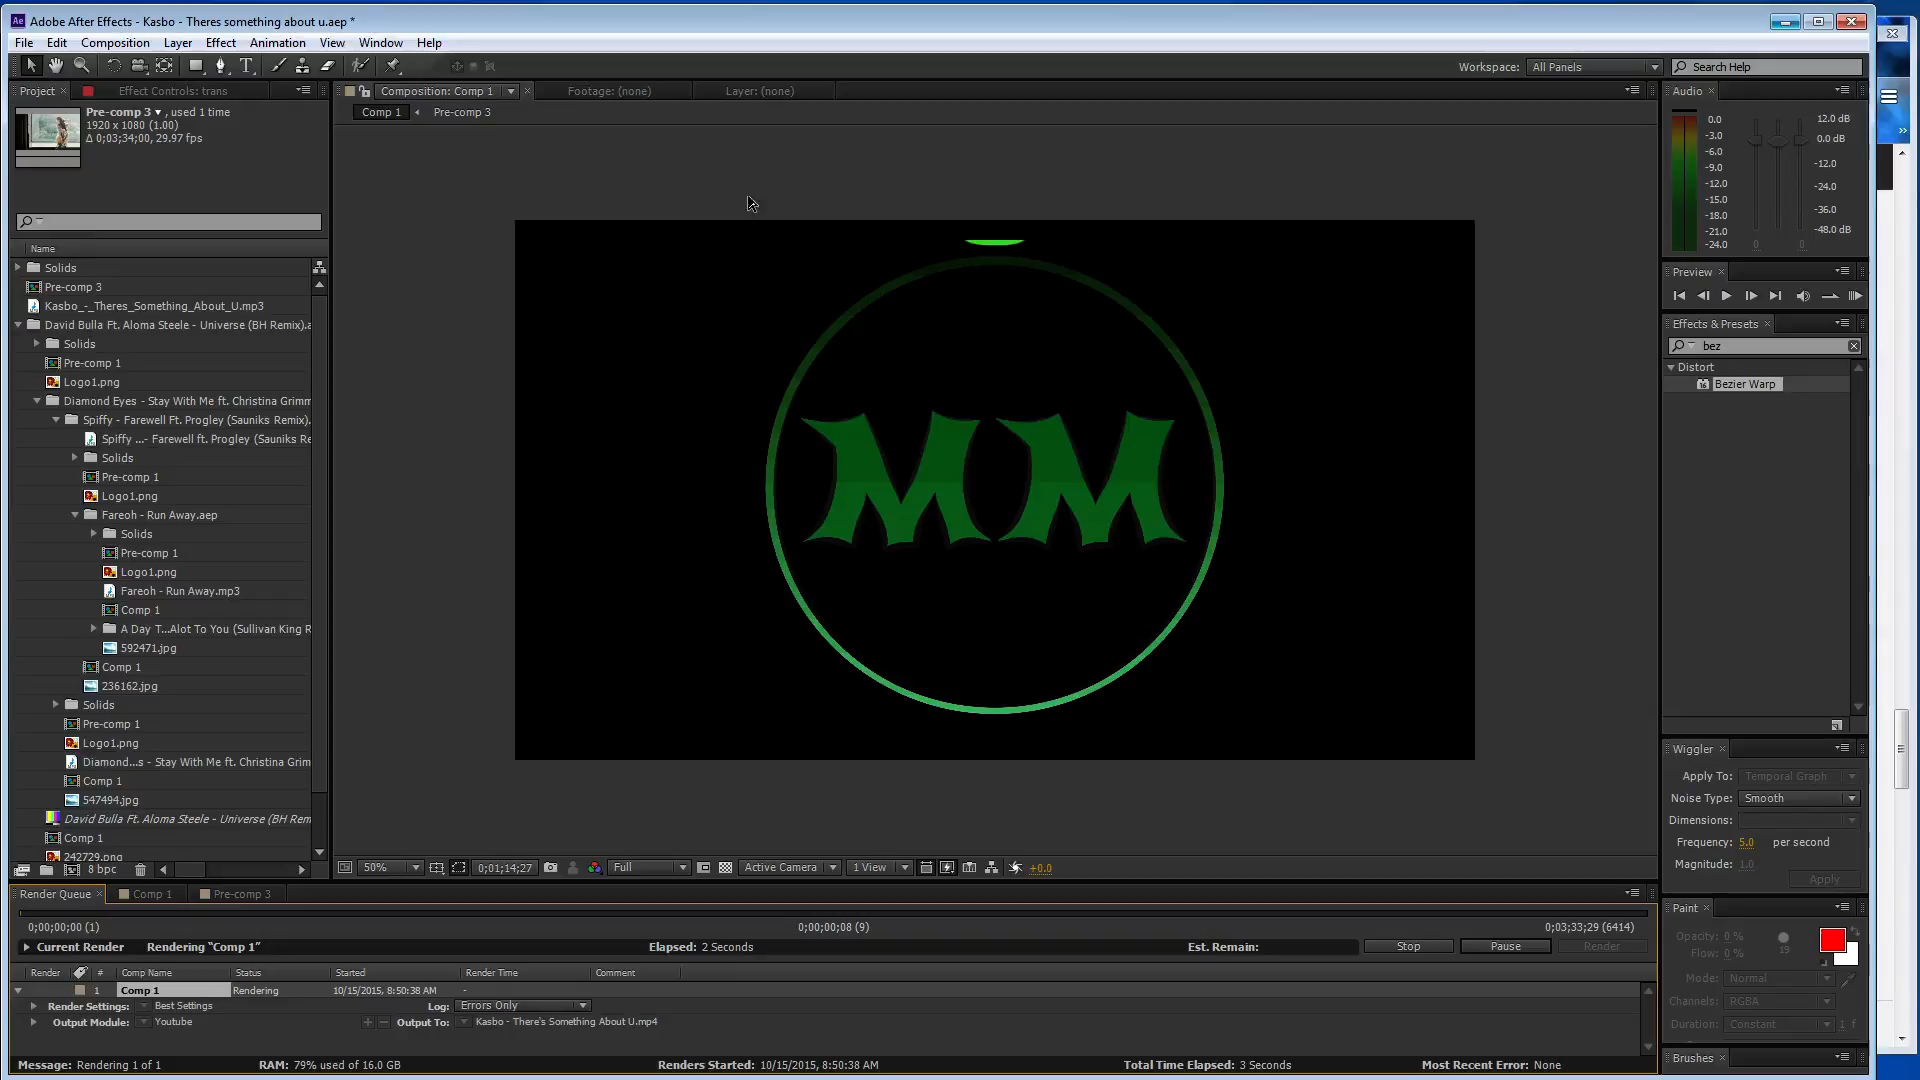 Adobe After Effects - Kasbo - Theres something about u.aep *
File Edit Composition Layer Effect Animation View Window Help
Workspace: All Panels
Search Help
Project
Effect Controls: trans
Composition: Comp 1
Footage: (none)
Layer: (none)
Comp 1
Pre-comp 3
Pre-comp 3 , used 1 time
1920 x 1080 (1.00)
Δ 0;03;34;00, 29.97 fps
Name
Solids
Pre-comp 3
Kasbo_-_Theres_Something_About_U.mp3
David Bulla Ft. Aloma Steele - Universe (BH Remix).a
Solids
Pre-comp 1
Logo1.png
Diamond Eyes - Stay With Me ft. Christina Grimm
Spiffy - Farewell Ft. Progley (Sauniks Remix).
Spiffy ...- Farewell ft. Progley (Sauniks Re
Solids
Pre-comp 1
Logo1.png
Fareoh - Run Away.aep
Solids
Pre-comp 1
Logo1.png
Fareoh - Run Away.mp3
Comp 1
A Day T...Alot To You (Sullivan King R
592471.jpg
Comp 1
236162.jpg
Solids
Pre-comp 1
Logo1.png
Diamond...s - Stay With Me ft. Christina Grim
Comp 1
547494.jpg
David Bulla Ft. Aloma Steele - Universe (BH Rem
Comp 1
242729.png
8 bpc
MM
50%
0;01;14;27
Full
Active Camera
1 View
+0.0
Audio
0.0
-3.0
-6.0
-9.0
-12.0
-15.0
-18.0
-21.0
-24.0
12.0 dB
0.0 dB
-12.0
-24.0
-36.0
-48.0 dB
0 0
Preview
Effects & Presets
bez
Distort
Bezier Warp
Wiggler
Apply To: Temporal Graph
Noise Type: Smooth
Dimensions:
Frequency: 5.0 per second
Magnitude: 1.0
Apply
Paint
Opacity: 0 %
Flow: 0 %
19
Mode: Normal
Channels: RGBA
Duration: Constant 1 f
Brushes
Render Queue
Comp 1
Pre-comp 3
0;00;00;00 (1)
0;00;00;08 (9)
0;03;33;29 (6414)
Current Render Rendering "Comp 1" Elapsed: 2 Seconds Est. Remain: Stop Pause Render
Render # Comp Name Status Started Render Time Comment
1 Comp 1 Rendering 10/15/2015, 8:50:38 AM -
Render Settings: Best Settings Log: Errors Only
Output Module: Youtube Output To: Kasbo - There's Something About U.mp4
Message: Rendering 1 of 1 RAM: 79% used of 16.0 GB Renders Started: 10/15/2015, 8:50:38 AM Total Time Elapsed: 3 Seconds Most Recent Error: None